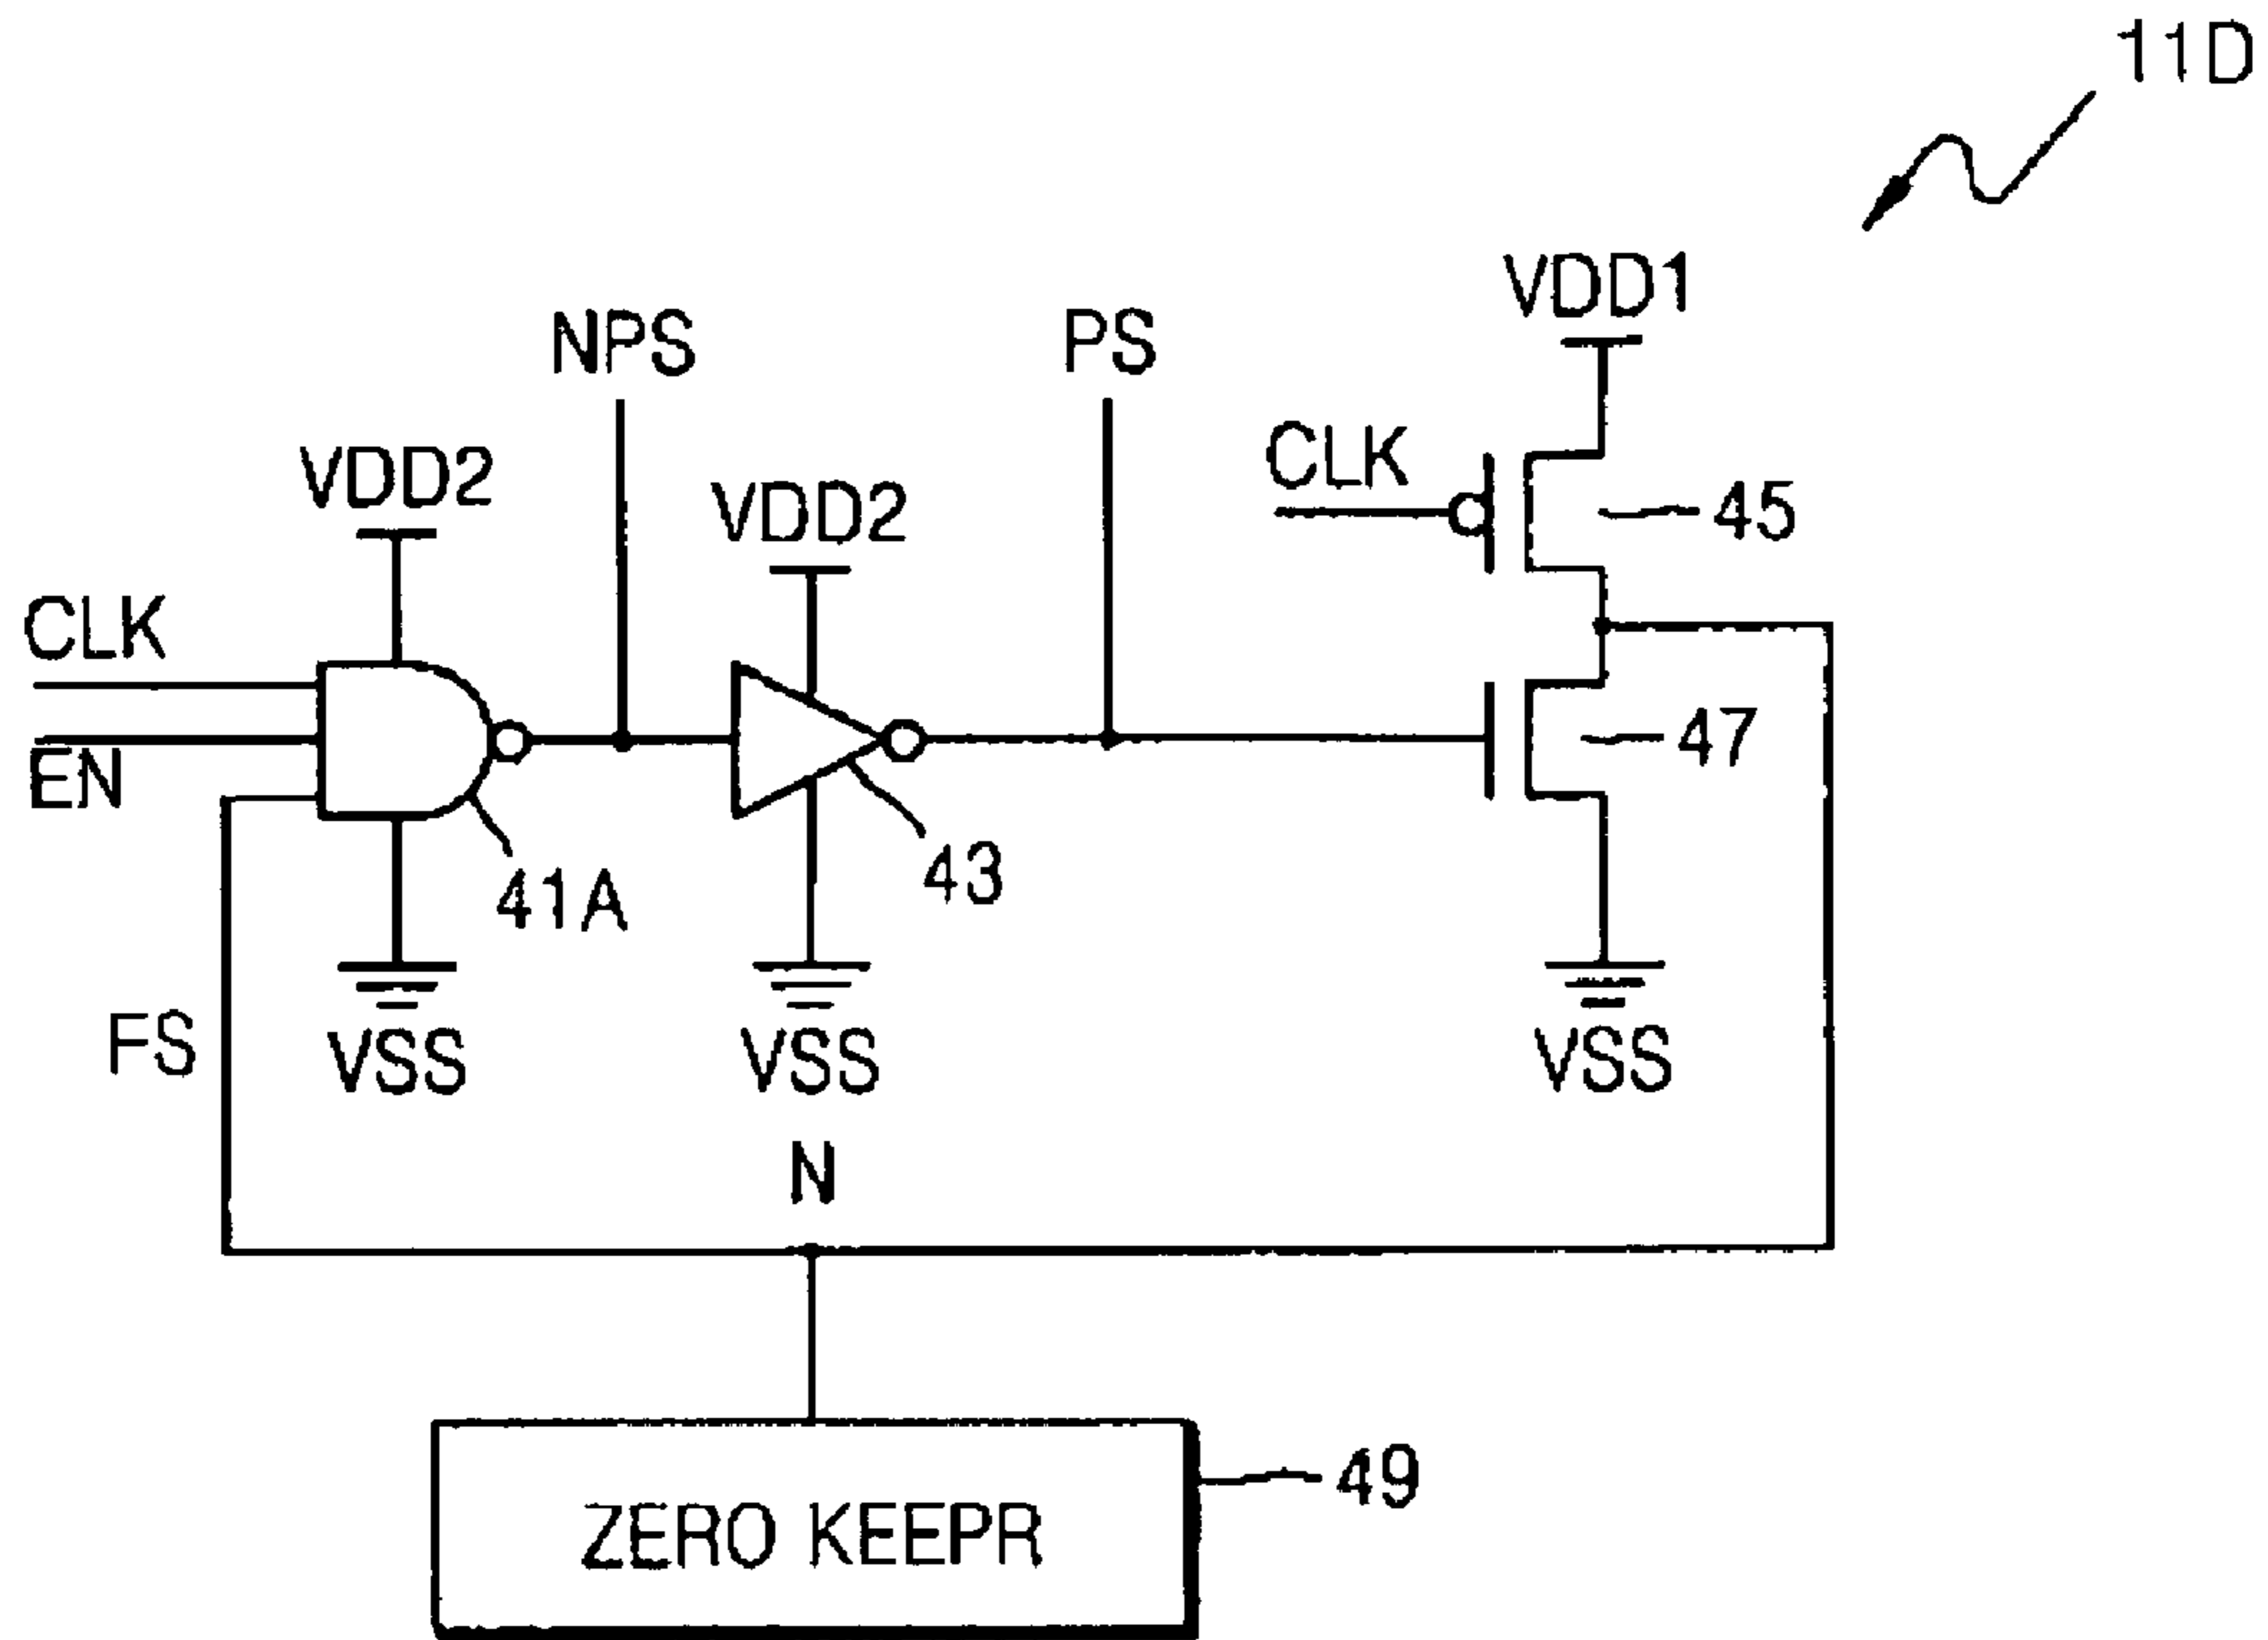 11D
VDD1
NPS
PS
CLK
VDD2
VDD2
45
CLK
EN
47
41A
43
FS
VSS
VSS
VSS
N
ZERO KEEPR
49